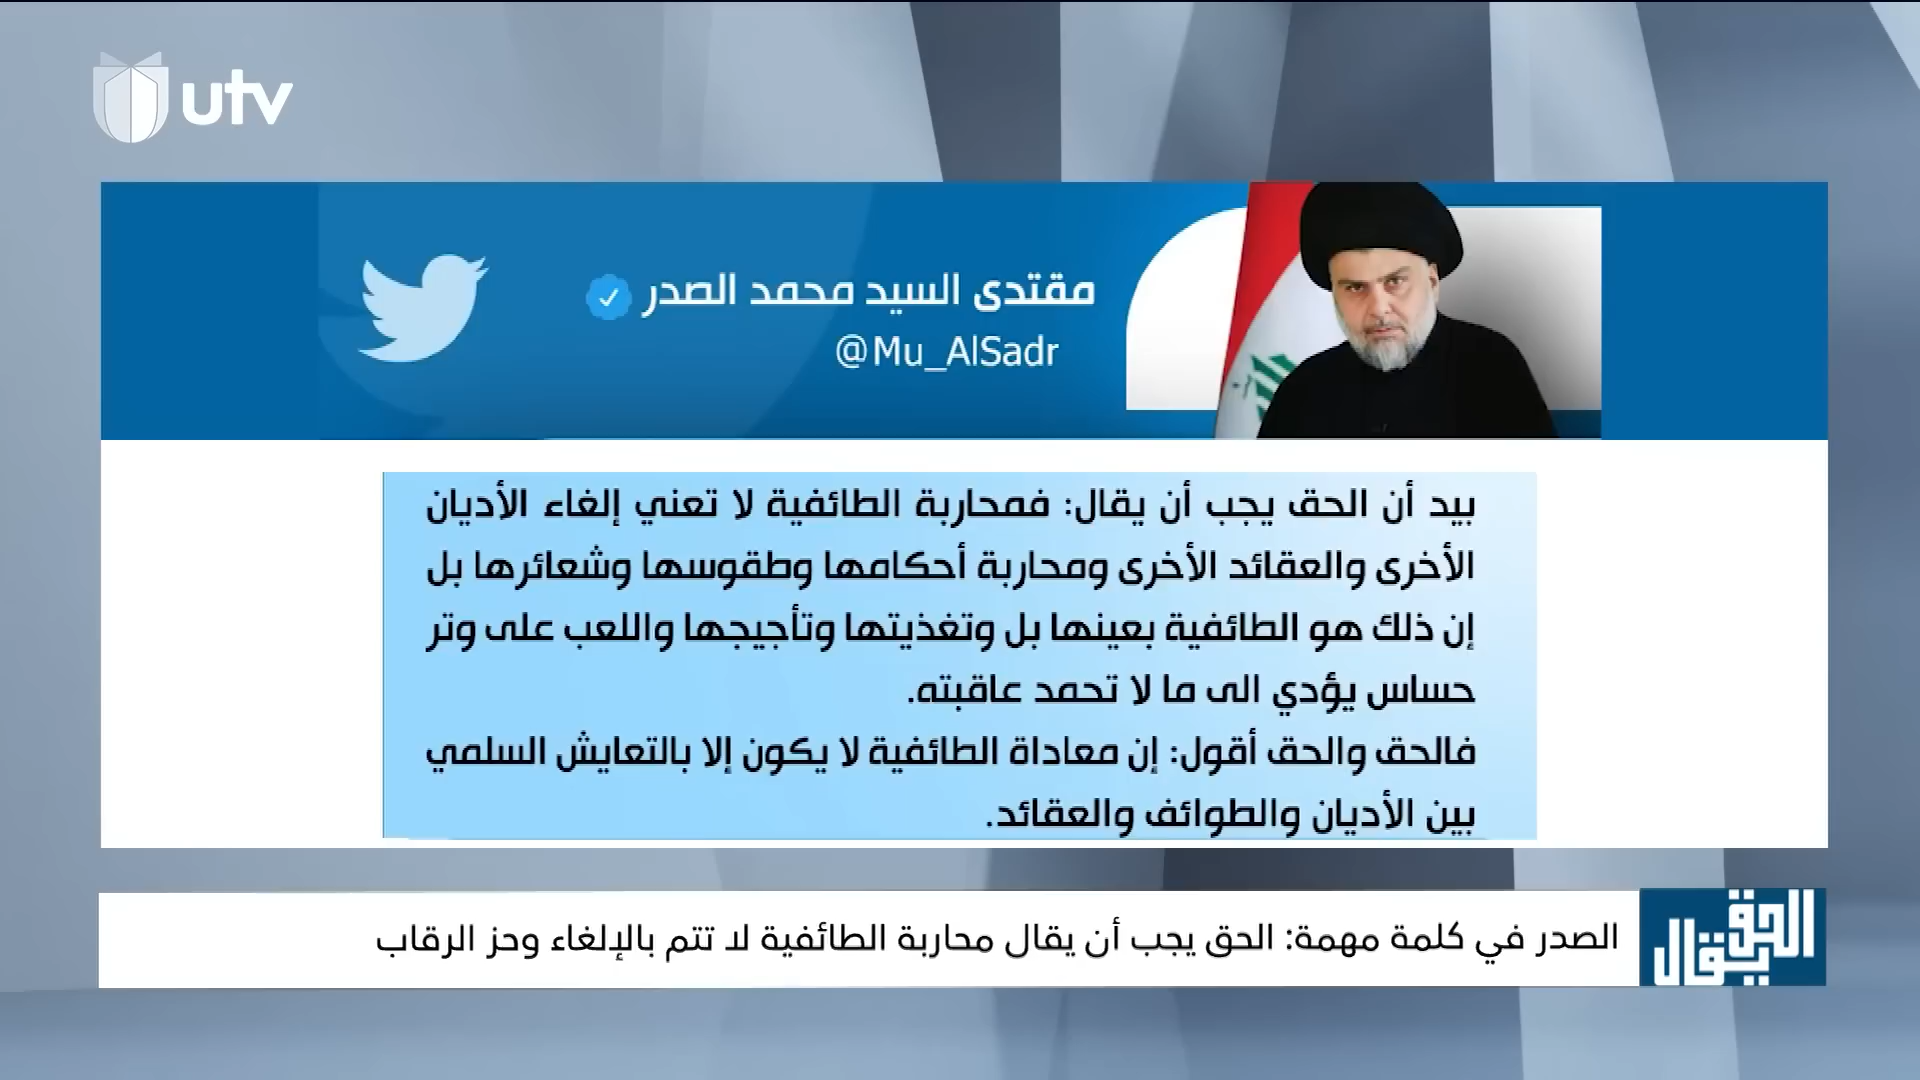 utv
مقتدى السيد محمد الصدر
@Mu_AlSadr
بيد أن الحق يجب أن يقال: فمحاربة الطائفية لا تعني إلغاء الأديان
الأخرى والعقائد الأخرى ومحاربة أحكامها وطقوسها وشعائرها بل
إن ذلك هو الطائفية بعينها بل وتغذيتها وتأجيجها واللعب على وتر
حساس يؤدي الى ما لا تحمد عاقبته.
فالحق والحق أقول: إن معاداة الطائفية لا يكون إلا بالتعايش السلمي
بين الأديان والطوائف والعقائد.
الحق يقال
الصدر في كلمة مهمة: الحق يجب أن يقال محاربة الطائفية لا تتم بالإلغاء وحز الرقاب